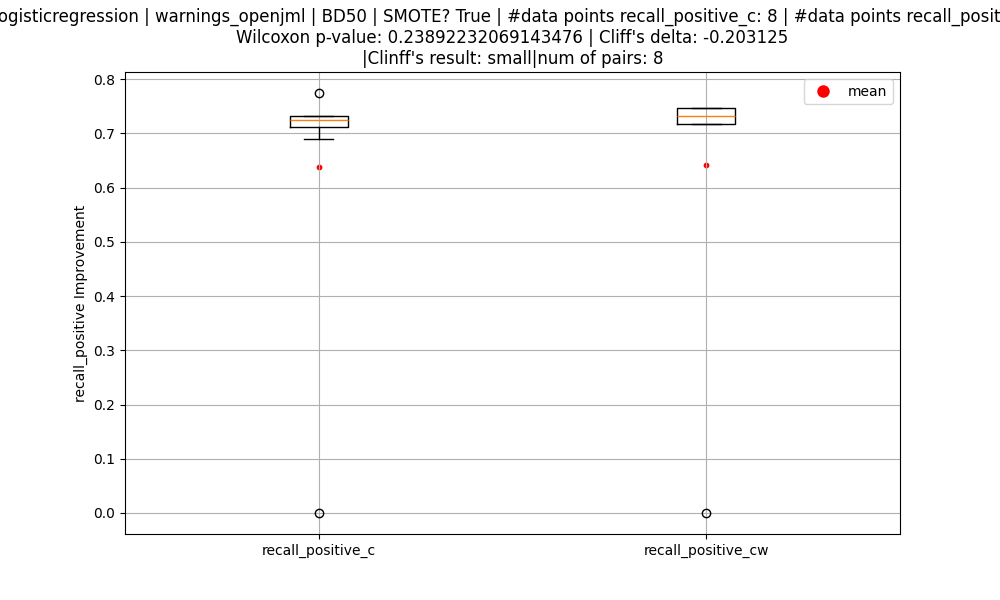 ogisticregression | warnings_openjml | BD50 | SMOTE? True | #data points recall_positive_c: 8 | #data points recall_posit
Wilcoxon p-value: 0.23892232069143476 | Cliff's delta: -0.203125
|Clinff's result: small|num of pairs: 8
mean
recall_positive Improvement
0.8
0.7
0.6
0.5
0.4
0.3
0.2
0.1
0.0
recall_positive_c
recall_positive_cw